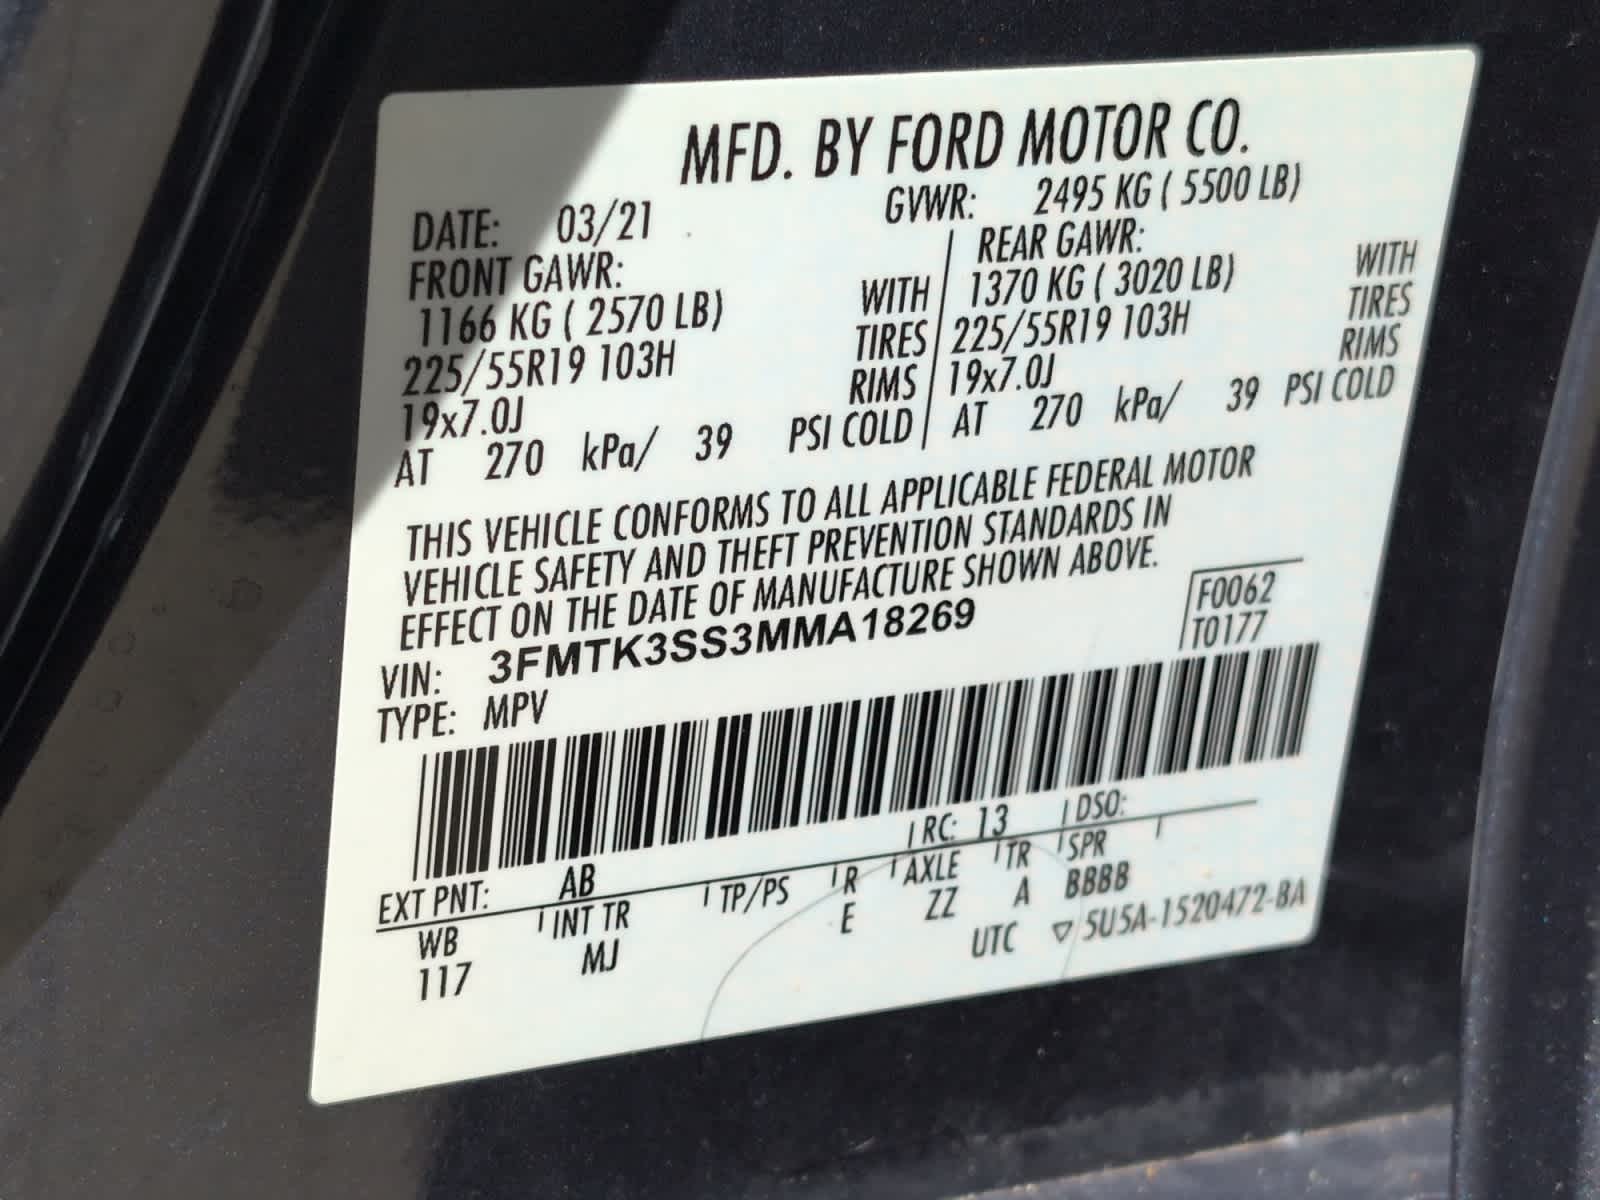 MFD. BY FORD MOTOR CO.
DATE: 03/21 GVWR: 2495 KG ( 5500 LB)
FRONT GAWR: REAR GAWR:
1166 KG ( 2570 LB) WITH 1370 KG ( 3020 LB) WITH
225/55R19 103H TIRES 225/55R19 103H TIRES
19x7.0J RIMS 19x7.0J RIMS
AT 270 kPa/ 39 PSI COLD AT 270 kPa/ 39 PSI COLD
THIS VEHICLE CONFORMS TO ALL APPLICABLE FEDERAL MOTOR
VEHICLE SAFETY AND THEFT PREVENTION STANDARDS IN
EFFECT ON THE DATE OF MANUFACTURE SHOWN ABOVE.
VIN: 3FMTK3SS3MMA18269 F0062
TYPE: MPV T0177
EXT PNT: AB RC: 13 DSO:
WB INT TR TP/PS R AXLE TR SPR
117 MJ E ZZ A BBBB
UTC ▽ 5U5A-1520472-BA